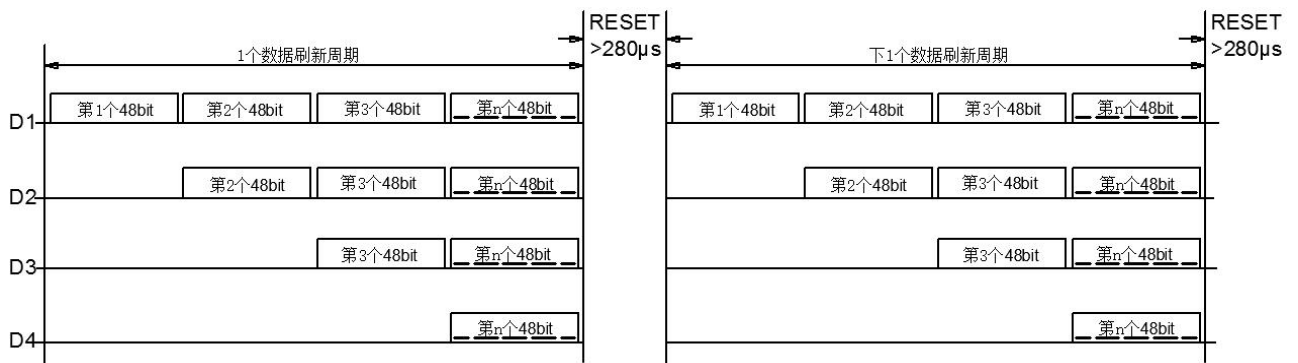 RESET
>280μs
1个数据刷新周期
RESET
>280μs
下1个数据刷新周期
D1 第1个48bit 第2个48bit 第3个48bit 第n个48bit 第1个48bit 第2个48bit 第3个48bit 第n个48bit
D2 第2个48bit 第3个48bit 第n个48bit 第2个48bit 第3个48bit 第n个48bit
D3 第3个48bit 第n个48bit 第3个48bit 第n个48bit
D4 第n个48bit 第n个48bit